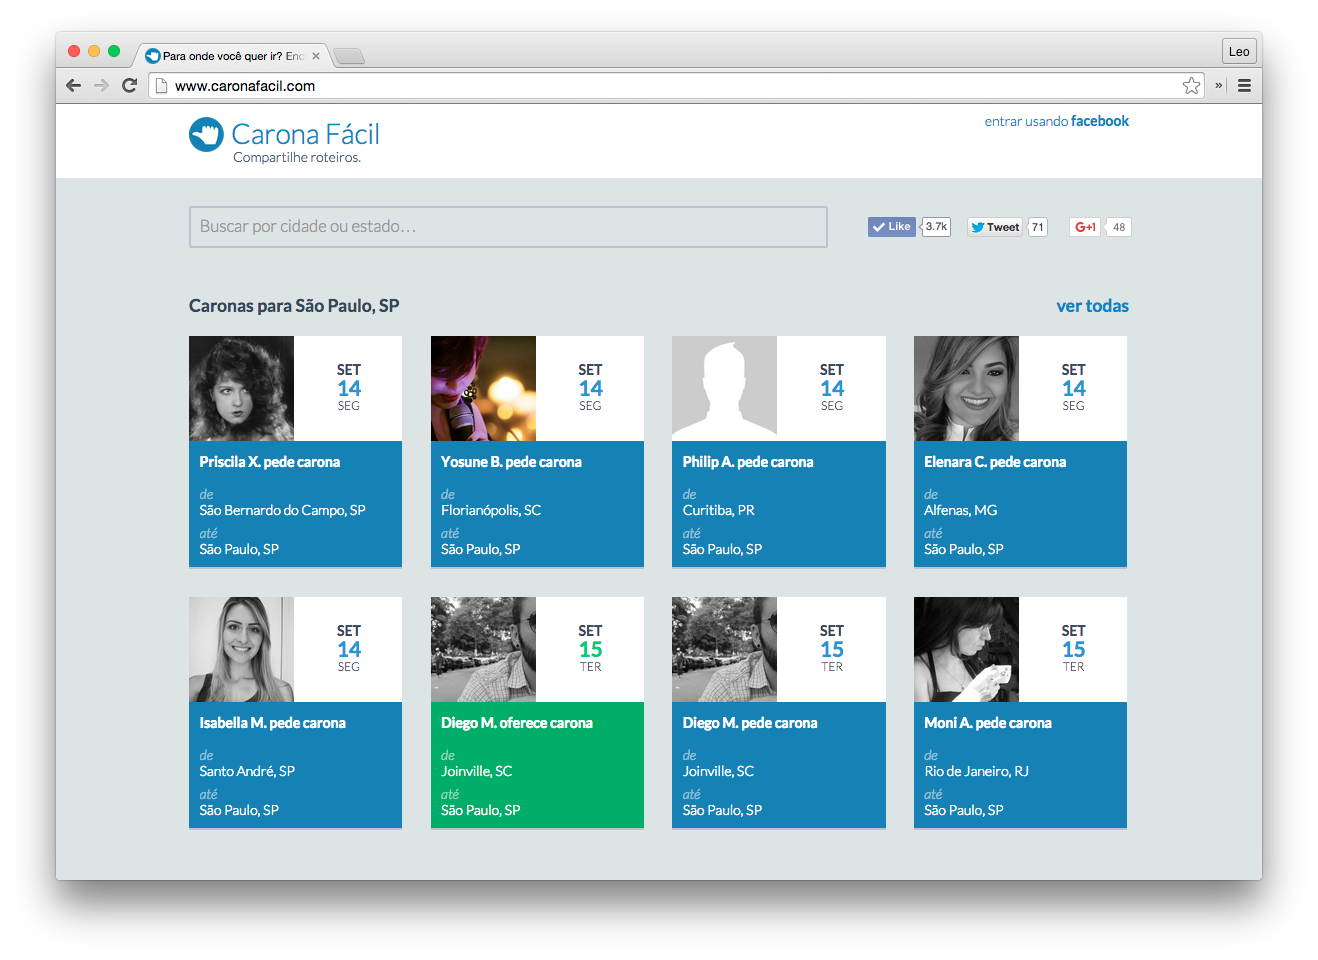 Leo
Para onde você quer ir? Enc
www.caronafacil.com
Carona Fácil
Compartilhe roteiros.
entrar usando facebook
Buscar por cidade ou estado...
Like 3.7k
Tweet 71
G+1 48
Caronas para São Paulo, SP
ver todas
SET
14
SEG
Priscila X. pede carona
de
São Bernardo do Campo, SP
até
São Paulo, SP
SET
14
SEG
Yosune B. pede carona
de
Florianópolis, SC
até
São Paulo, SP
SET
14
SEG
Philip A. pede carona
de
Curitiba, PR
até
São Paulo, SP
SET
14
SEG
Elenara C. pede carona
de
Alfenas, MG
até
São Paulo, SP
SET
14
SEG
Isabella M. pede carona
de
Santo André, SP
até
São Paulo, SP
SET
15
TER
Diego M. oferece carona
de
Joinville, SC
até
São Paulo, SP
SET
15
TER
Diego M. pede carona
de
Joinville, SC
até
São Paulo, SP
SET
15
TER
Moni A. pede carona
de
Rio de Janeiro, RJ
até
São Paulo, SP